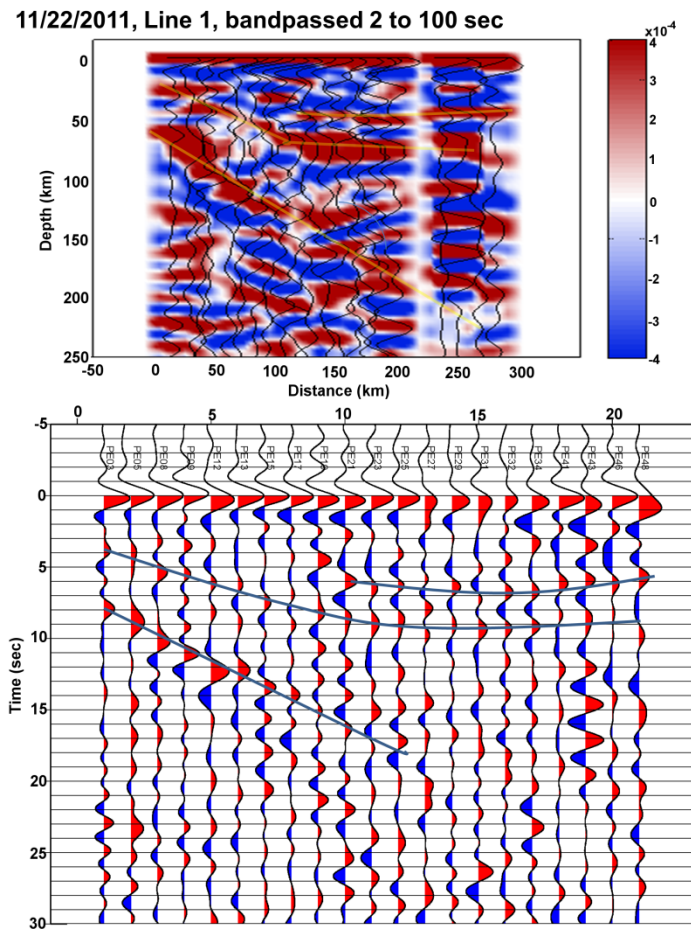 11/22/2011, Line 1, bandpassed 2 to 100 sec
x10-4
0
50
100
150
200
250
Depth (km)
-50
0
50
100
150
200
250
300
Distance (km)
4
3
2
1
0
-1
-2
-3
-4
0
5
10
15
20
-5
0
5
10
15
20
25
30
Time (sec)
PE03
PE05
PE08
PE09
PE12
PE13
PE15
PE17
PE21
PE23
PE25
PE27
PE29
PE31
PE32
PE34
PE41
PE43
PE46
PE48